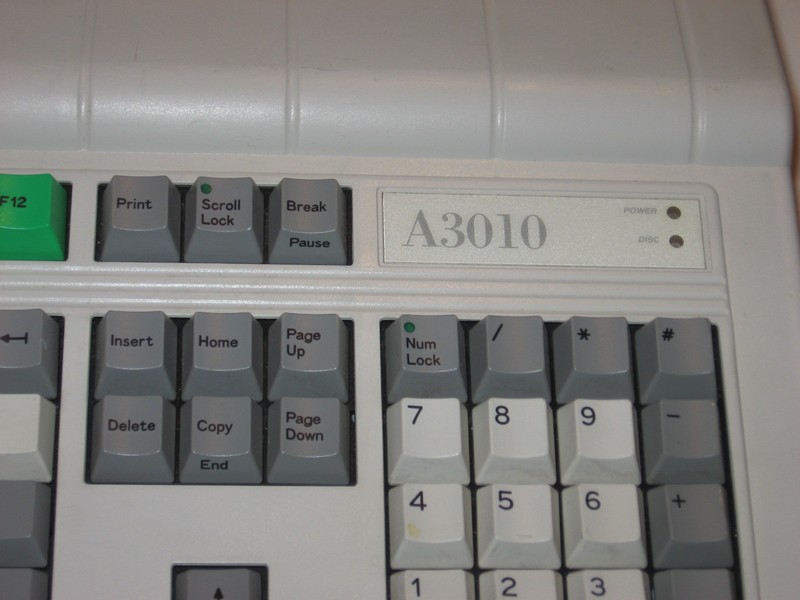 F12
Print
Scroll
Lock
Break
Pause
A3010
POWER
DISC
Insert
Home
Page
Up
Num
Lock
/
*
#
Delete
Copy
End
Page
Down
7
8
9
-
4
5
6
+
1
2
3